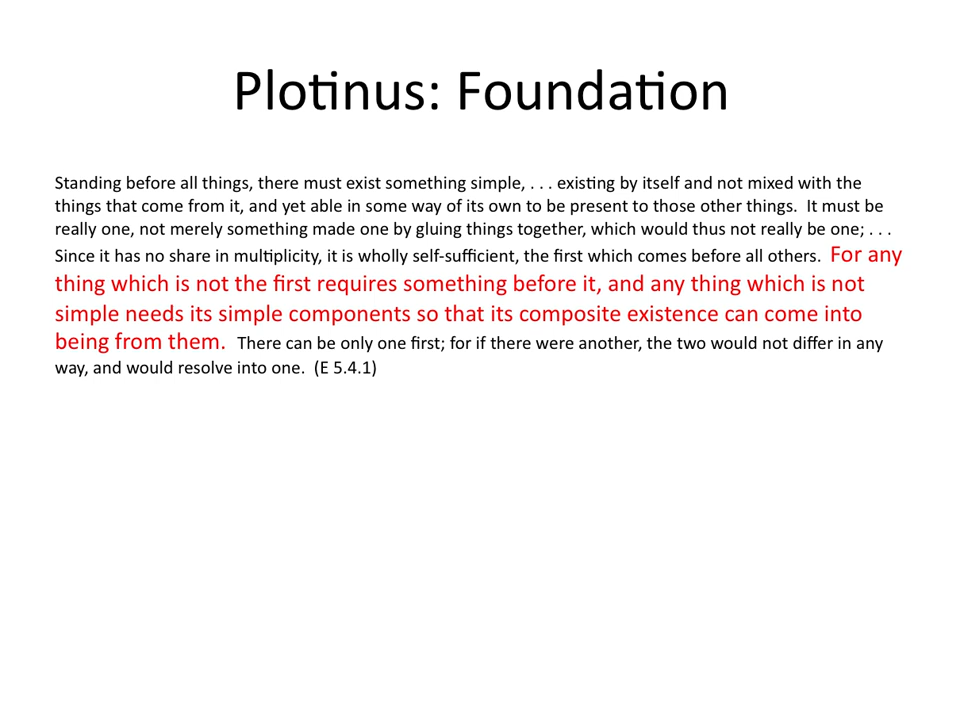 Plotinus: Foundation
Standing before all things, there must exist something simple, . . . existing by itself and not mixed with the
things that come from it, and yet able in some way of its own to be present to those other things.  It must be
really one, not merely something made one by gluing things together, which would thus not really be one; . . .
Since it has no share in multiplicity, it is wholly self-sufficient, the first which comes before all others.  For any
thing which is not the first requires something before it, and any thing which is not
simple needs its simple components so that its composite existence can come into
being from them.  There can be only one first; for if there were another, the two would not differ in any
way, and would resolve into one.  (E 5.4.1)